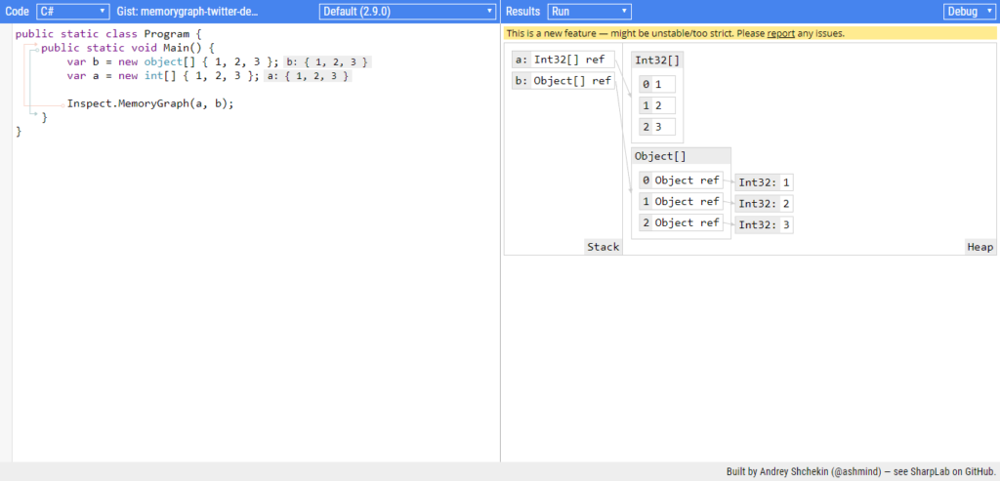 Code C# Gist: memorygraph-twitter-de... Default (2.9.0) Results Run Debug
public static class Program {
public static void Main() {
var b = new object[] { 1, 2, 3 }; b: { 1, 2, 3 }
var a = new int[] { 1, 2, 3 }; a: { 1, 2, 3 }
Inspect.MemoryGraph(a, b);
}
}
This is a new feature — might be unstable/too strict. Please report any issues.
a: Int32[] ref
b: Object[] ref
Stack
Int32[]
0 1
1 2
2 3
Object[]
0 Object ref Int32: 1
1 Object ref Int32: 2
2 Object ref Int32: 3
Heap
Built by Andrey Shchekin (@ashmind) — see SharpLab on GitHub.